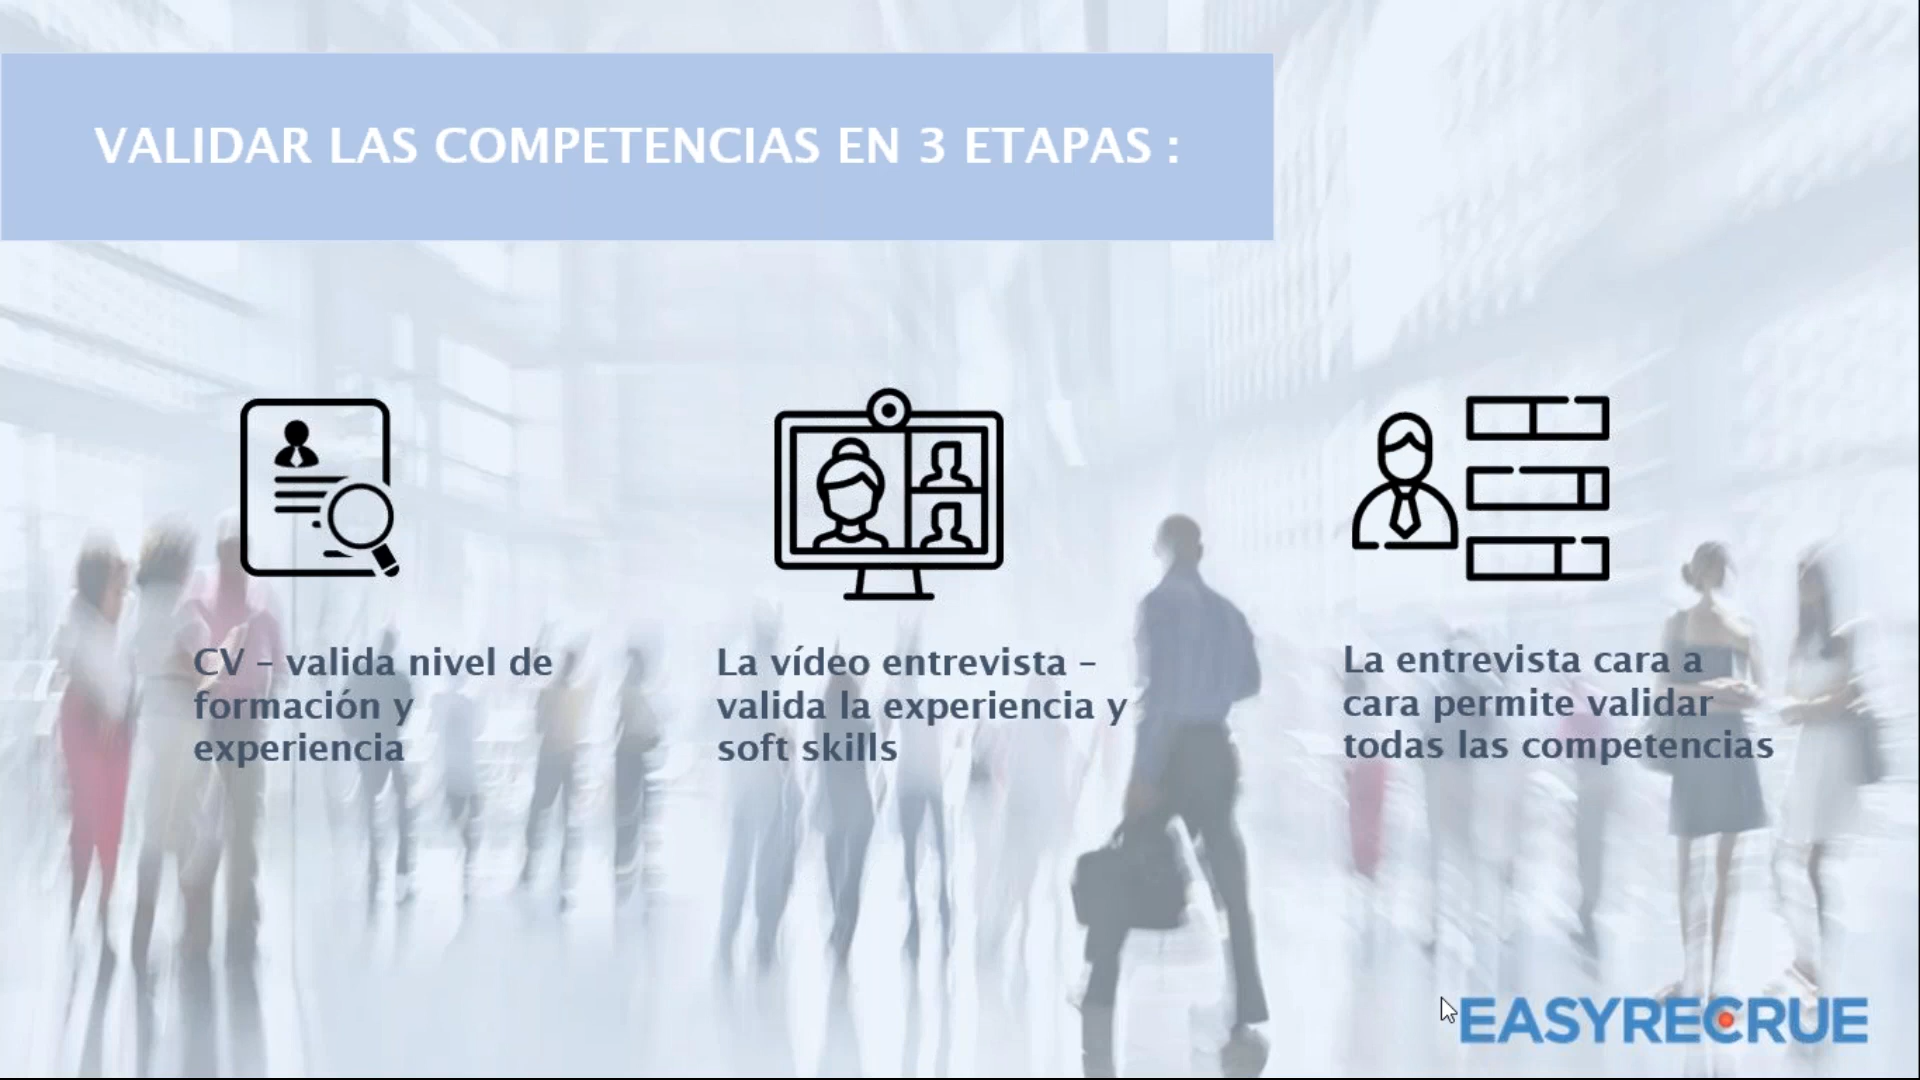 VALIDAR LAS COMPETENCIAS EN 3 ETAPAS :
CV – valida nivel de
formación y
experiencia
La vídeo entrevista –
valida la experiencia y
soft skills
La entrevista cara a
cara permite validar
todas las competencias
EASYRECRUE